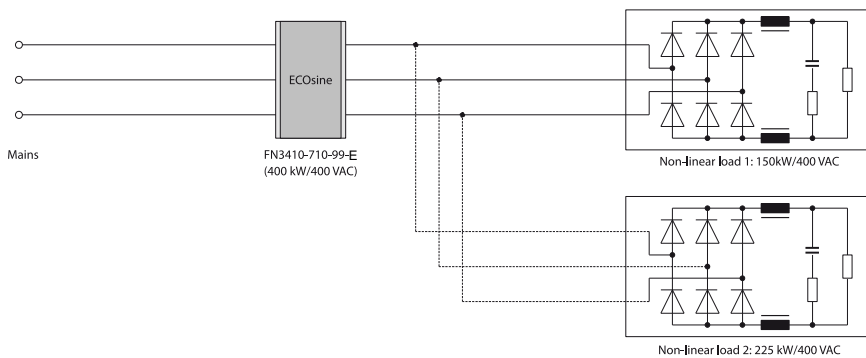 ECOsine
Mains
FN3410-710-99-E
(400 kW/400 VAC)
Non-linear load 1: 150kW/400 VAC
Non-linear load 2: 225 kW/400 VAC